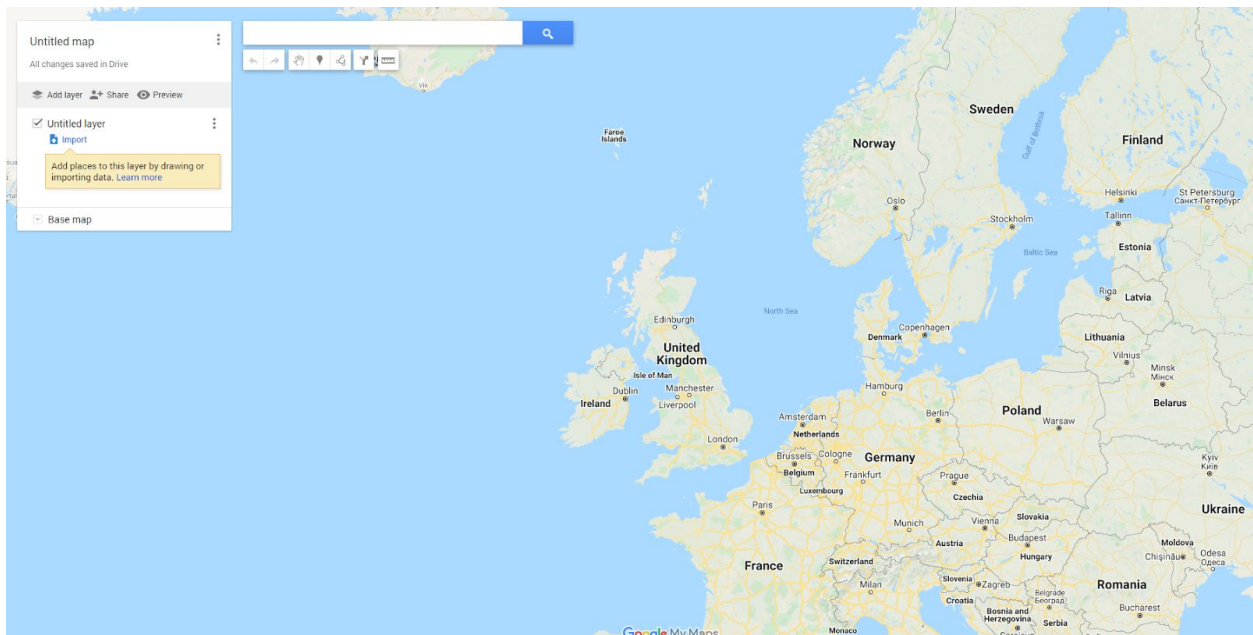 Untitled map
All changes saved in Drive
Add layer Share Preview
Untitled layer
Import
Add places to this layer by drawing or
importing data. Learn more
Base map
Vik
Faroe
Islands
Norway
Sweden
Finland
Gulf of Bothnia
Oslo
Stockholm
Helsinki
Tallinn
St Petersburg
Санкт-Петербург
Estonia
Baltic Sea
Riga
Latvia
North Sea
Edinburgh
United
Kingdom
Isle of Man
Dublin
Ireland
Manchester
Liverpool
London
Denmark
Copenhagen
Lithuania
Vilnius
Minsk
Мінск
Belarus
Hamburg
Amsterdam
Netherlands
Berlin
Poland
Warsaw
Brussels
Belgium
Cologne
Germany
Frankfurt
Luxembourg
Prague
Czechia
Kyiv
Київ
Ukraine
Paris
Munich
Vienna
Slovakia
Austria
Budapest
Hungary
Moldova
Chișinău
Odesa
Одеса
France
Switzerland
Milan
Slovenia
Zagreb
Croatia
Belgrade
Београд
Romania
Bucharest
Bosnia and
Herzegovina
Serbia
Monaco
Google My Maps